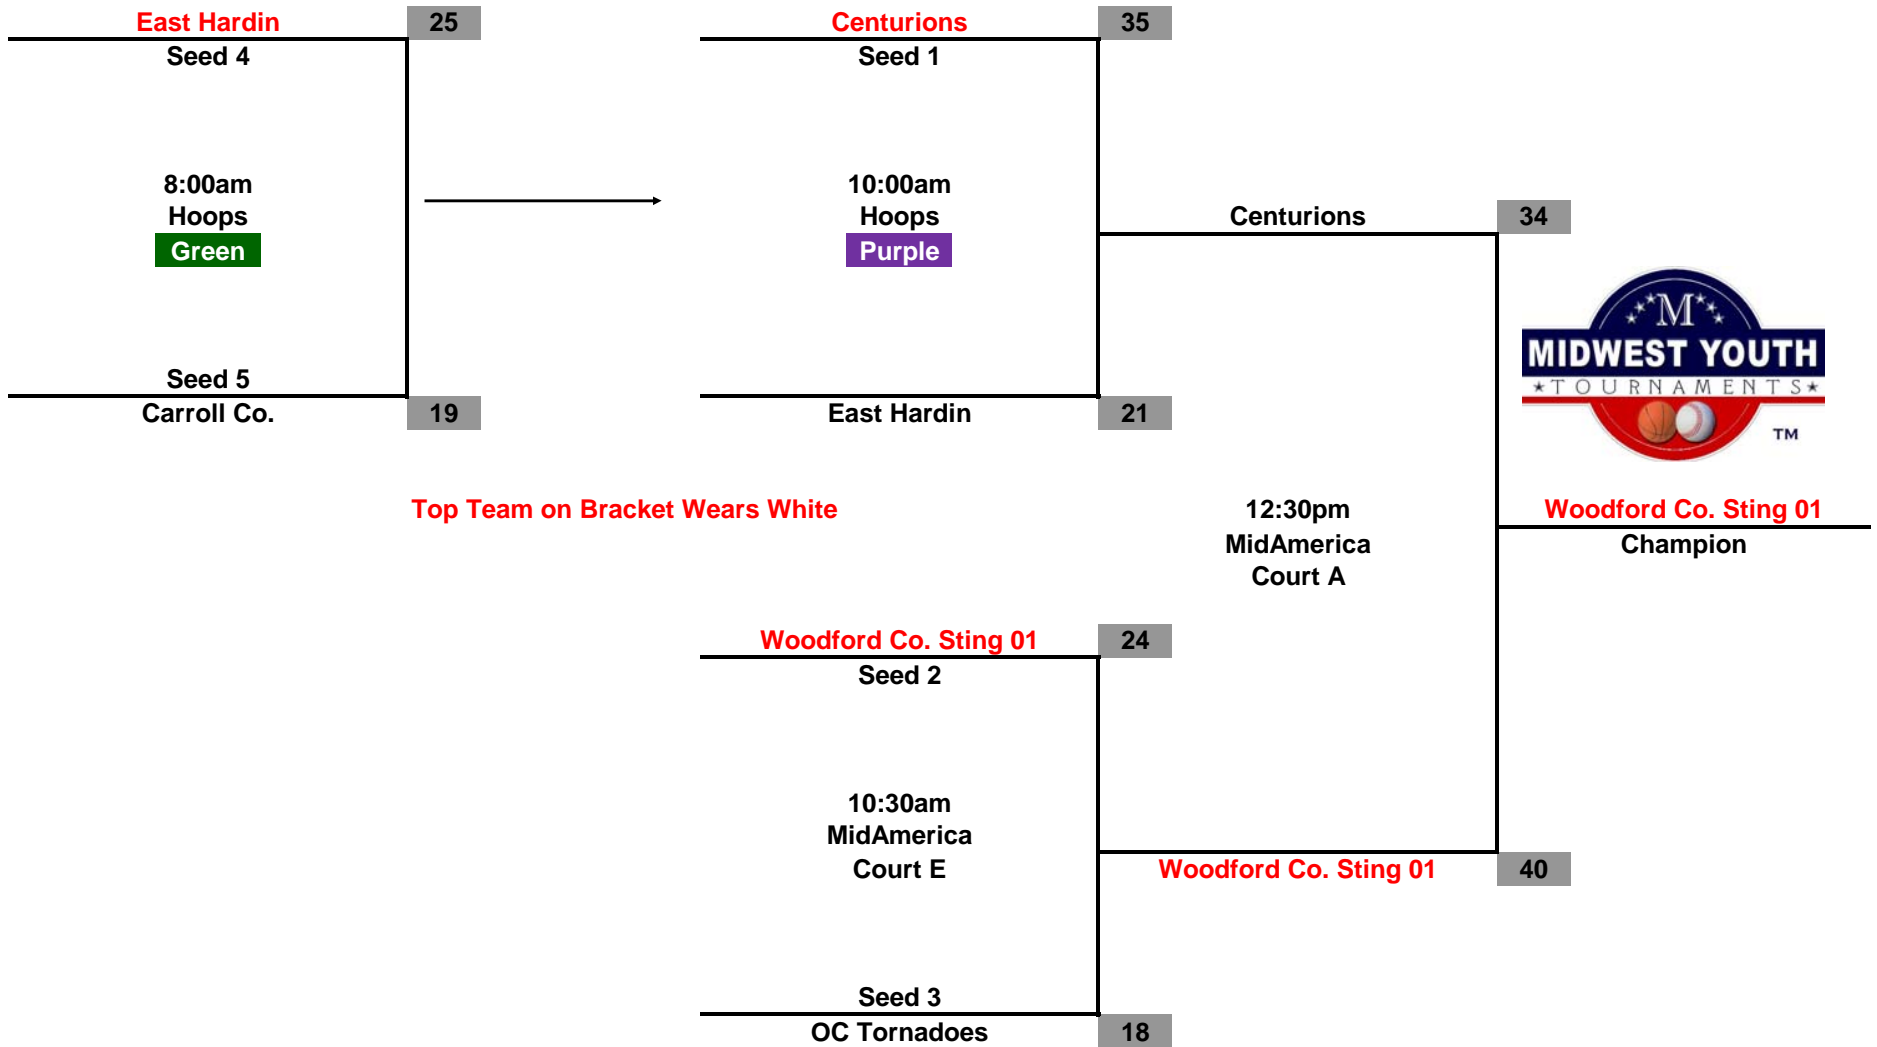 East Hardin 25
Seed 4
8:00am
Hoops
Green
Seed 5
Carroll Co. 19
Centurions 35
Seed 1
10:00am
Hoops
Purple
East Hardin 21
Top Team on Bracket Wears White
Woodford Co. Sting 01 24
Seed 2
10:30am
MidAmerica
Court E
Seed 3
OC Tornadoes 18
Centurions 34
12:30pm
MidAmerica
Court A
Woodford Co. Sting 01 40
M
MIDWEST YOUTH
TOURNAMENTS
TM
Woodford Co. Sting 01
Champion